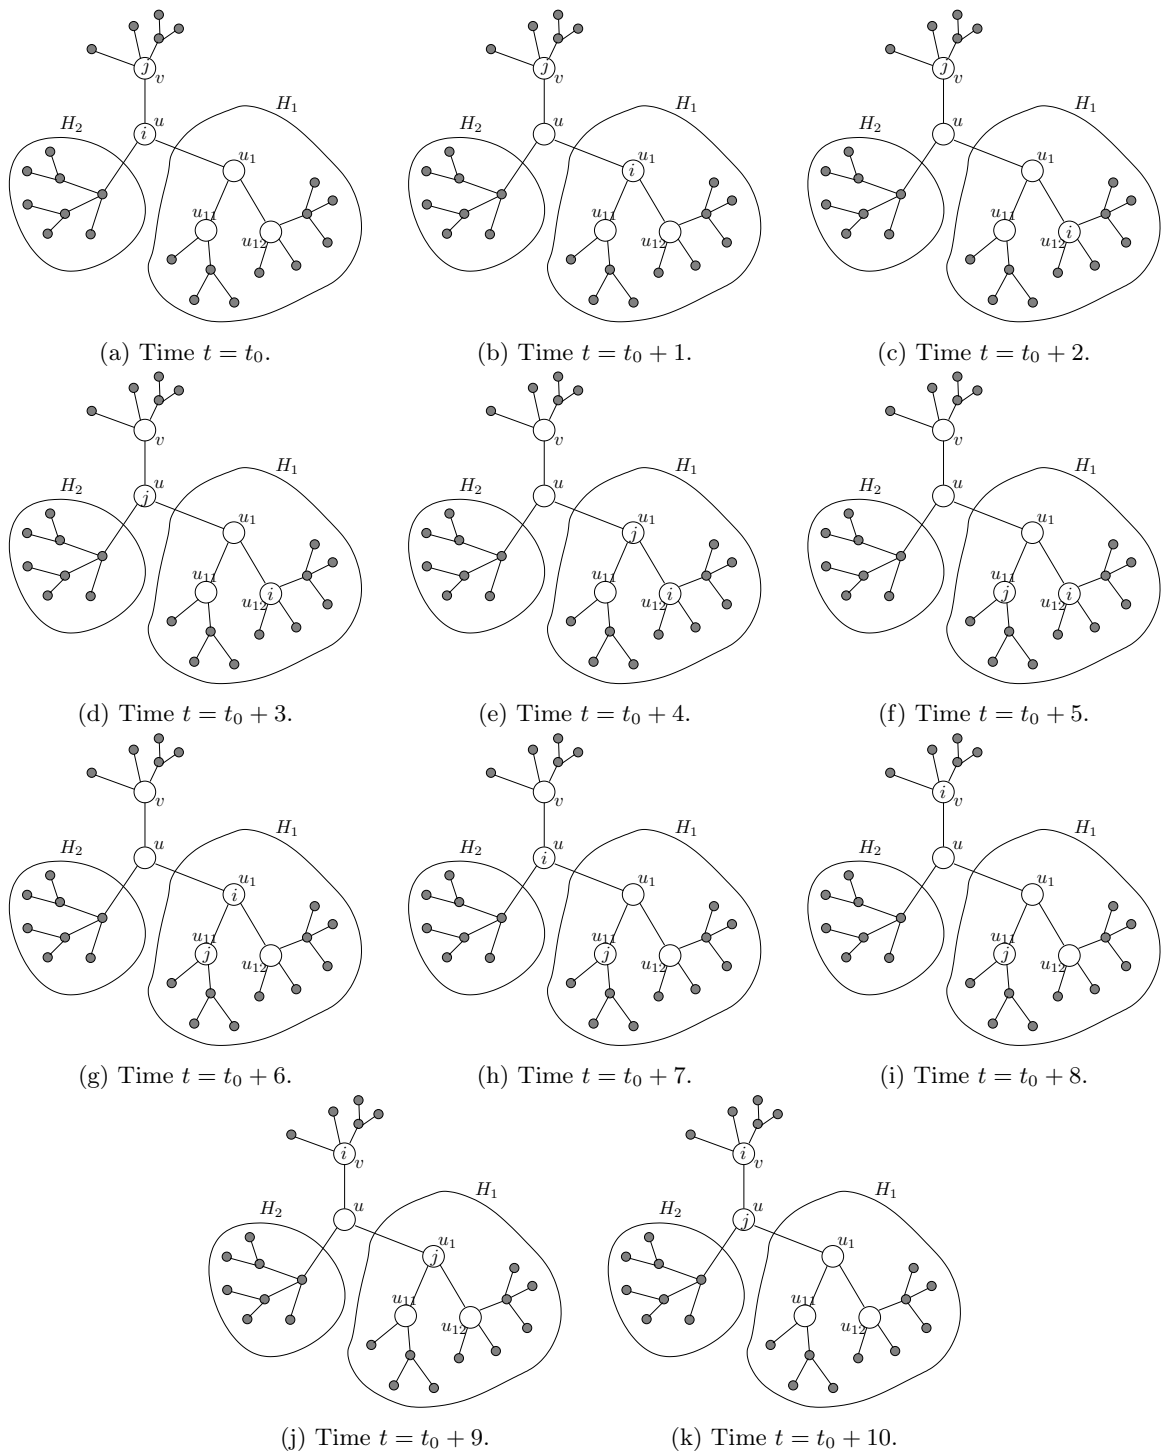 j
v
i
u
H₂
H₁
u₁
u₁₁
u₁₂
(a) Time t = t₀.
j
v
u
H₂
H₁
u₁
i
u₁₁
u₁₂
(b) Time t = t₀ + 1.
j
v
u
H₂
H₁
u₁
u₁₁
u₁₂
i
(c) Time t = t₀ + 2.
v
u
j
H₂
H₁
u₁
u₁₁
u₁₂
i
(d) Time t = t₀ + 3.
v
u
H₂
H₁
u₁
j
u₁₁
u₁₂
i
(e) Time t = t₀ + 4.
v
u
H₂
H₁
u₁
u₁₁
j
u₁₂
i
(f) Time t = t₀ + 5.
v
u
H₂
H₁
u₁
i
u₁₁
j
u₁₂
(g) Time t = t₀ + 6.
v
u
i
H₂
H₁
u₁
u₁₁
j
u₁₂
(h) Time t = t₀ + 7.
i
v
u
H₂
H₁
u₁
u₁₁
j
u₁₂
(i) Time t = t₀ + 8.
i
v
u
H₂
H₁
u₁
j
u₁₁
u₁₂
(j) Time t = t₀ + 9.
i
v
u
j
H₂
H₁
u₁
u₁₁
u₁₂
(k) Time t = t₀ + 10.